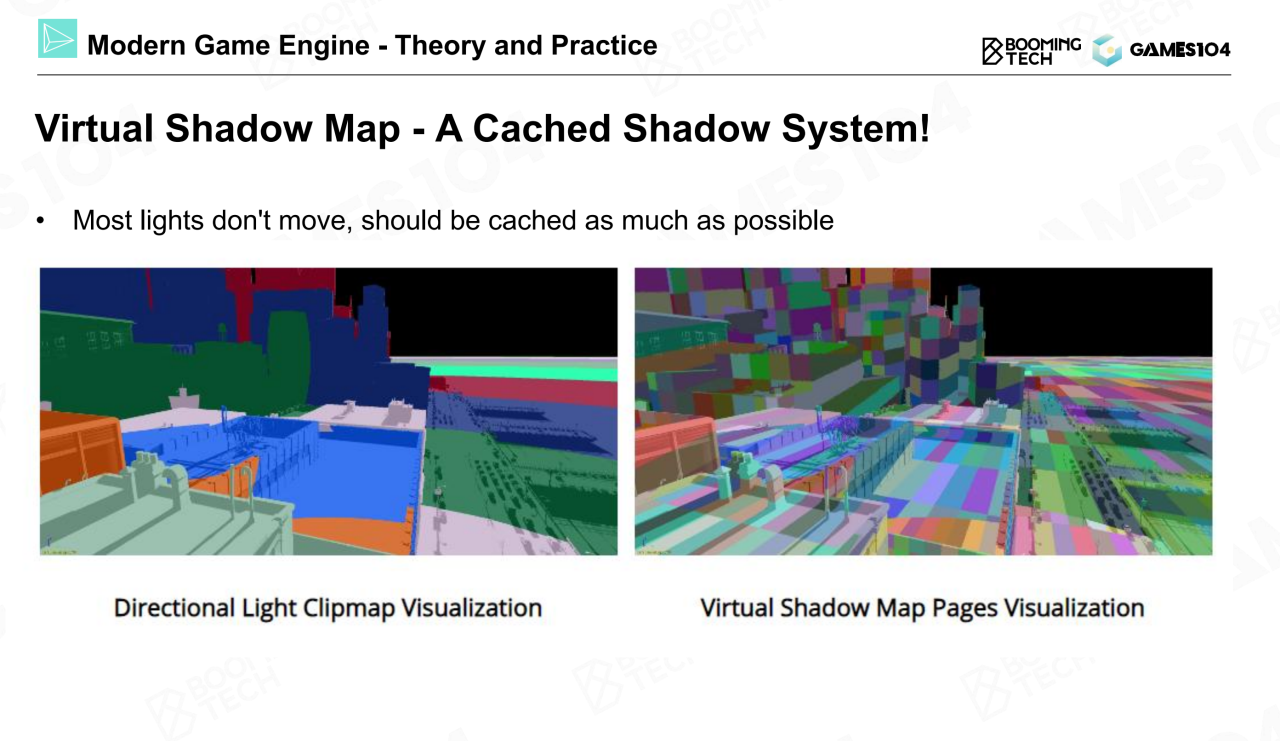 Modern Game Engine - Theory and Practice
BOOMING
TECH
GAMES104
Virtual Shadow Map - A Cached Shadow System!
• Most lights don't move, should be cached as much as possible
Directional Light Clipmap Visualization
Virtual Shadow Map Pages Visualization